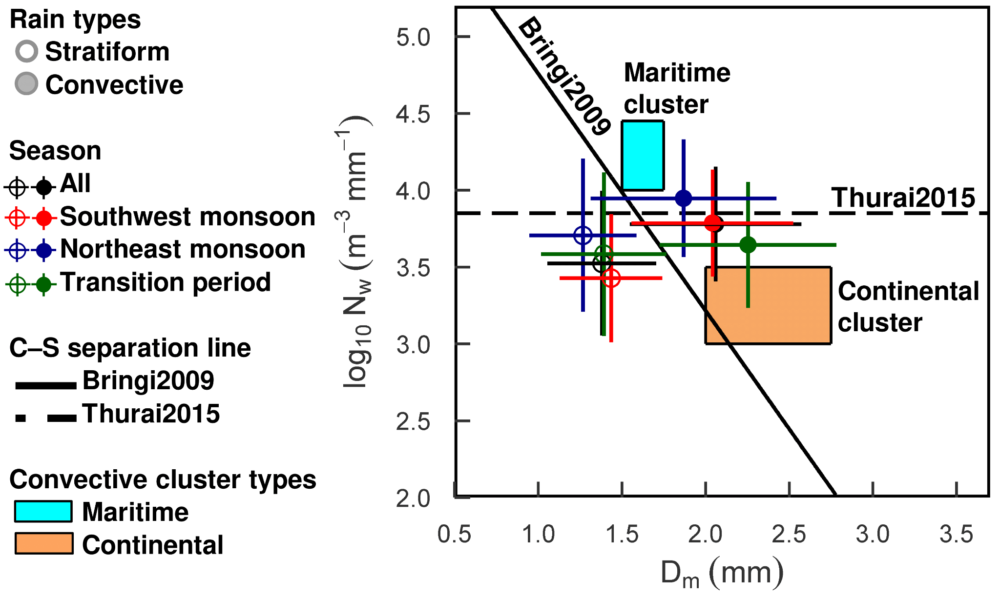 Rain types
Stratiform
Convective
Season
All
Southwest monsoon
Northeast monsoon
Transition period
C–S separation line
Bringi2009
Thurai2015
Convective cluster types
Maritime
Continental
log10 Nw (m−3 mm−1)
5.0
4.5
4.0
3.5
3.0
2.5
2.0
Bringi2009
Maritime
cluster
Thurai2015
Continental
cluster
0.5 1.0 1.5 2.0 2.5 3.0 3.5
Dm (mm)